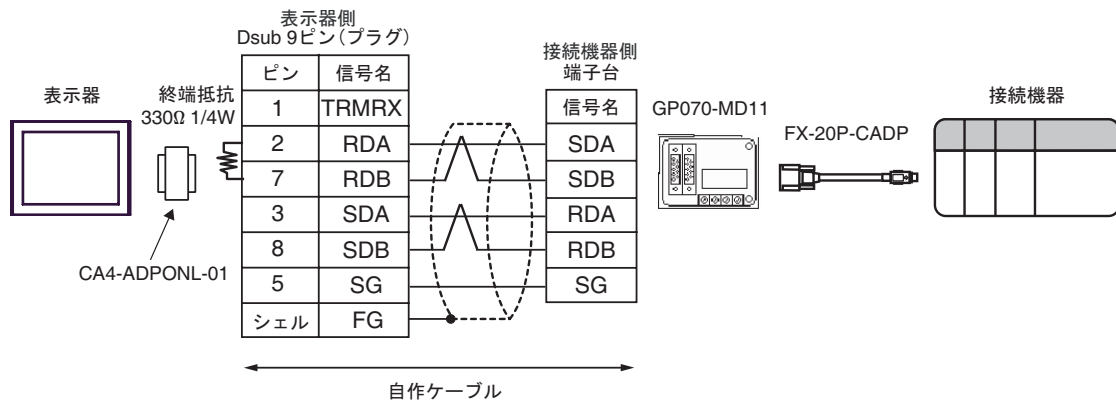 表示器側
Dsub 9ピン(プラグ)
接続機器側
端子台
表示器
終端抵抗
330Ω 1/4W
ピン 信号名
1 TRMRX
2 RDA
7 RDB
3 SDA
8 SDB
5 SG
シェル FG
信号名
SDA
SDB
RDA
RDB
SG
GP070-MD11
FX-20P-CADP
接続機器
CA4-ADPONL-01
自作ケーブル